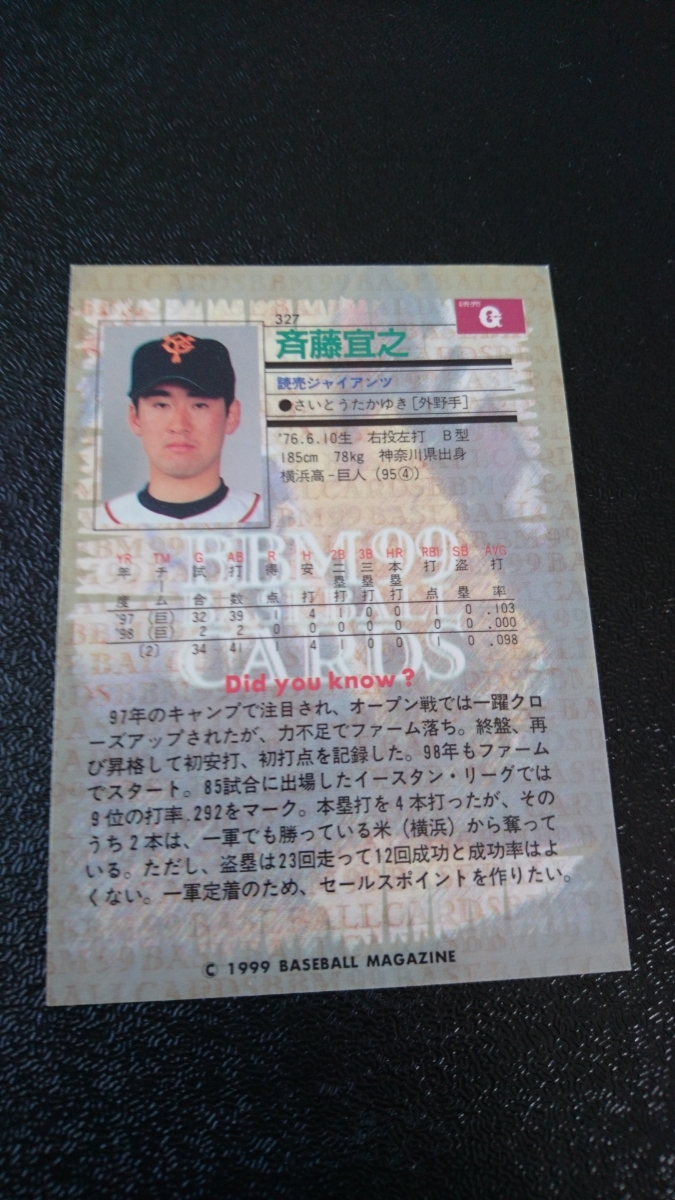 327
斉藤宜之
読売ジャイアンツ
●さいとうたかゆき[外野手]
'76.6.10生 右投左打 B型
185cm 78kg 神奈川県出身
横浜高-巨人(95④)
BBM 99
BASEBALL
CARDS
YR TM G AB R H 2B 3B HR RBI SB AVG
年度 チーム 試合 打数 得点 安打 二塁打 三塁打 本塁打 打点 盗塁 打率
'97 (巨) 32 39 1 4 1 0 0 1 0 .103
'98 (巨) 2 2 0 0 0 0 0 0 0 .000
(2) 34 41 1 4 1 0 0 1 0 .098
Did you know?
97年のキャンプで注目され、オープン戦では一躍クロ
ーズアップされたが、力不足でファーム落ち。終盤、再
び昇格して初安打、初打点を記録した。98年もファーム
でスタート。85試合に出場したイースタン・リーグでは
9位の打率.292をマーク。本塁打を4本打ったが、その
うち2本は、一軍でも勝っている米(横浜)から奪って
いる。ただし、盗塁は23回走って12回成功と成功率はよ
くない。一軍定着のため、セールスポイントを作りたい。
C 1999 BASEBALL MAGAZINE